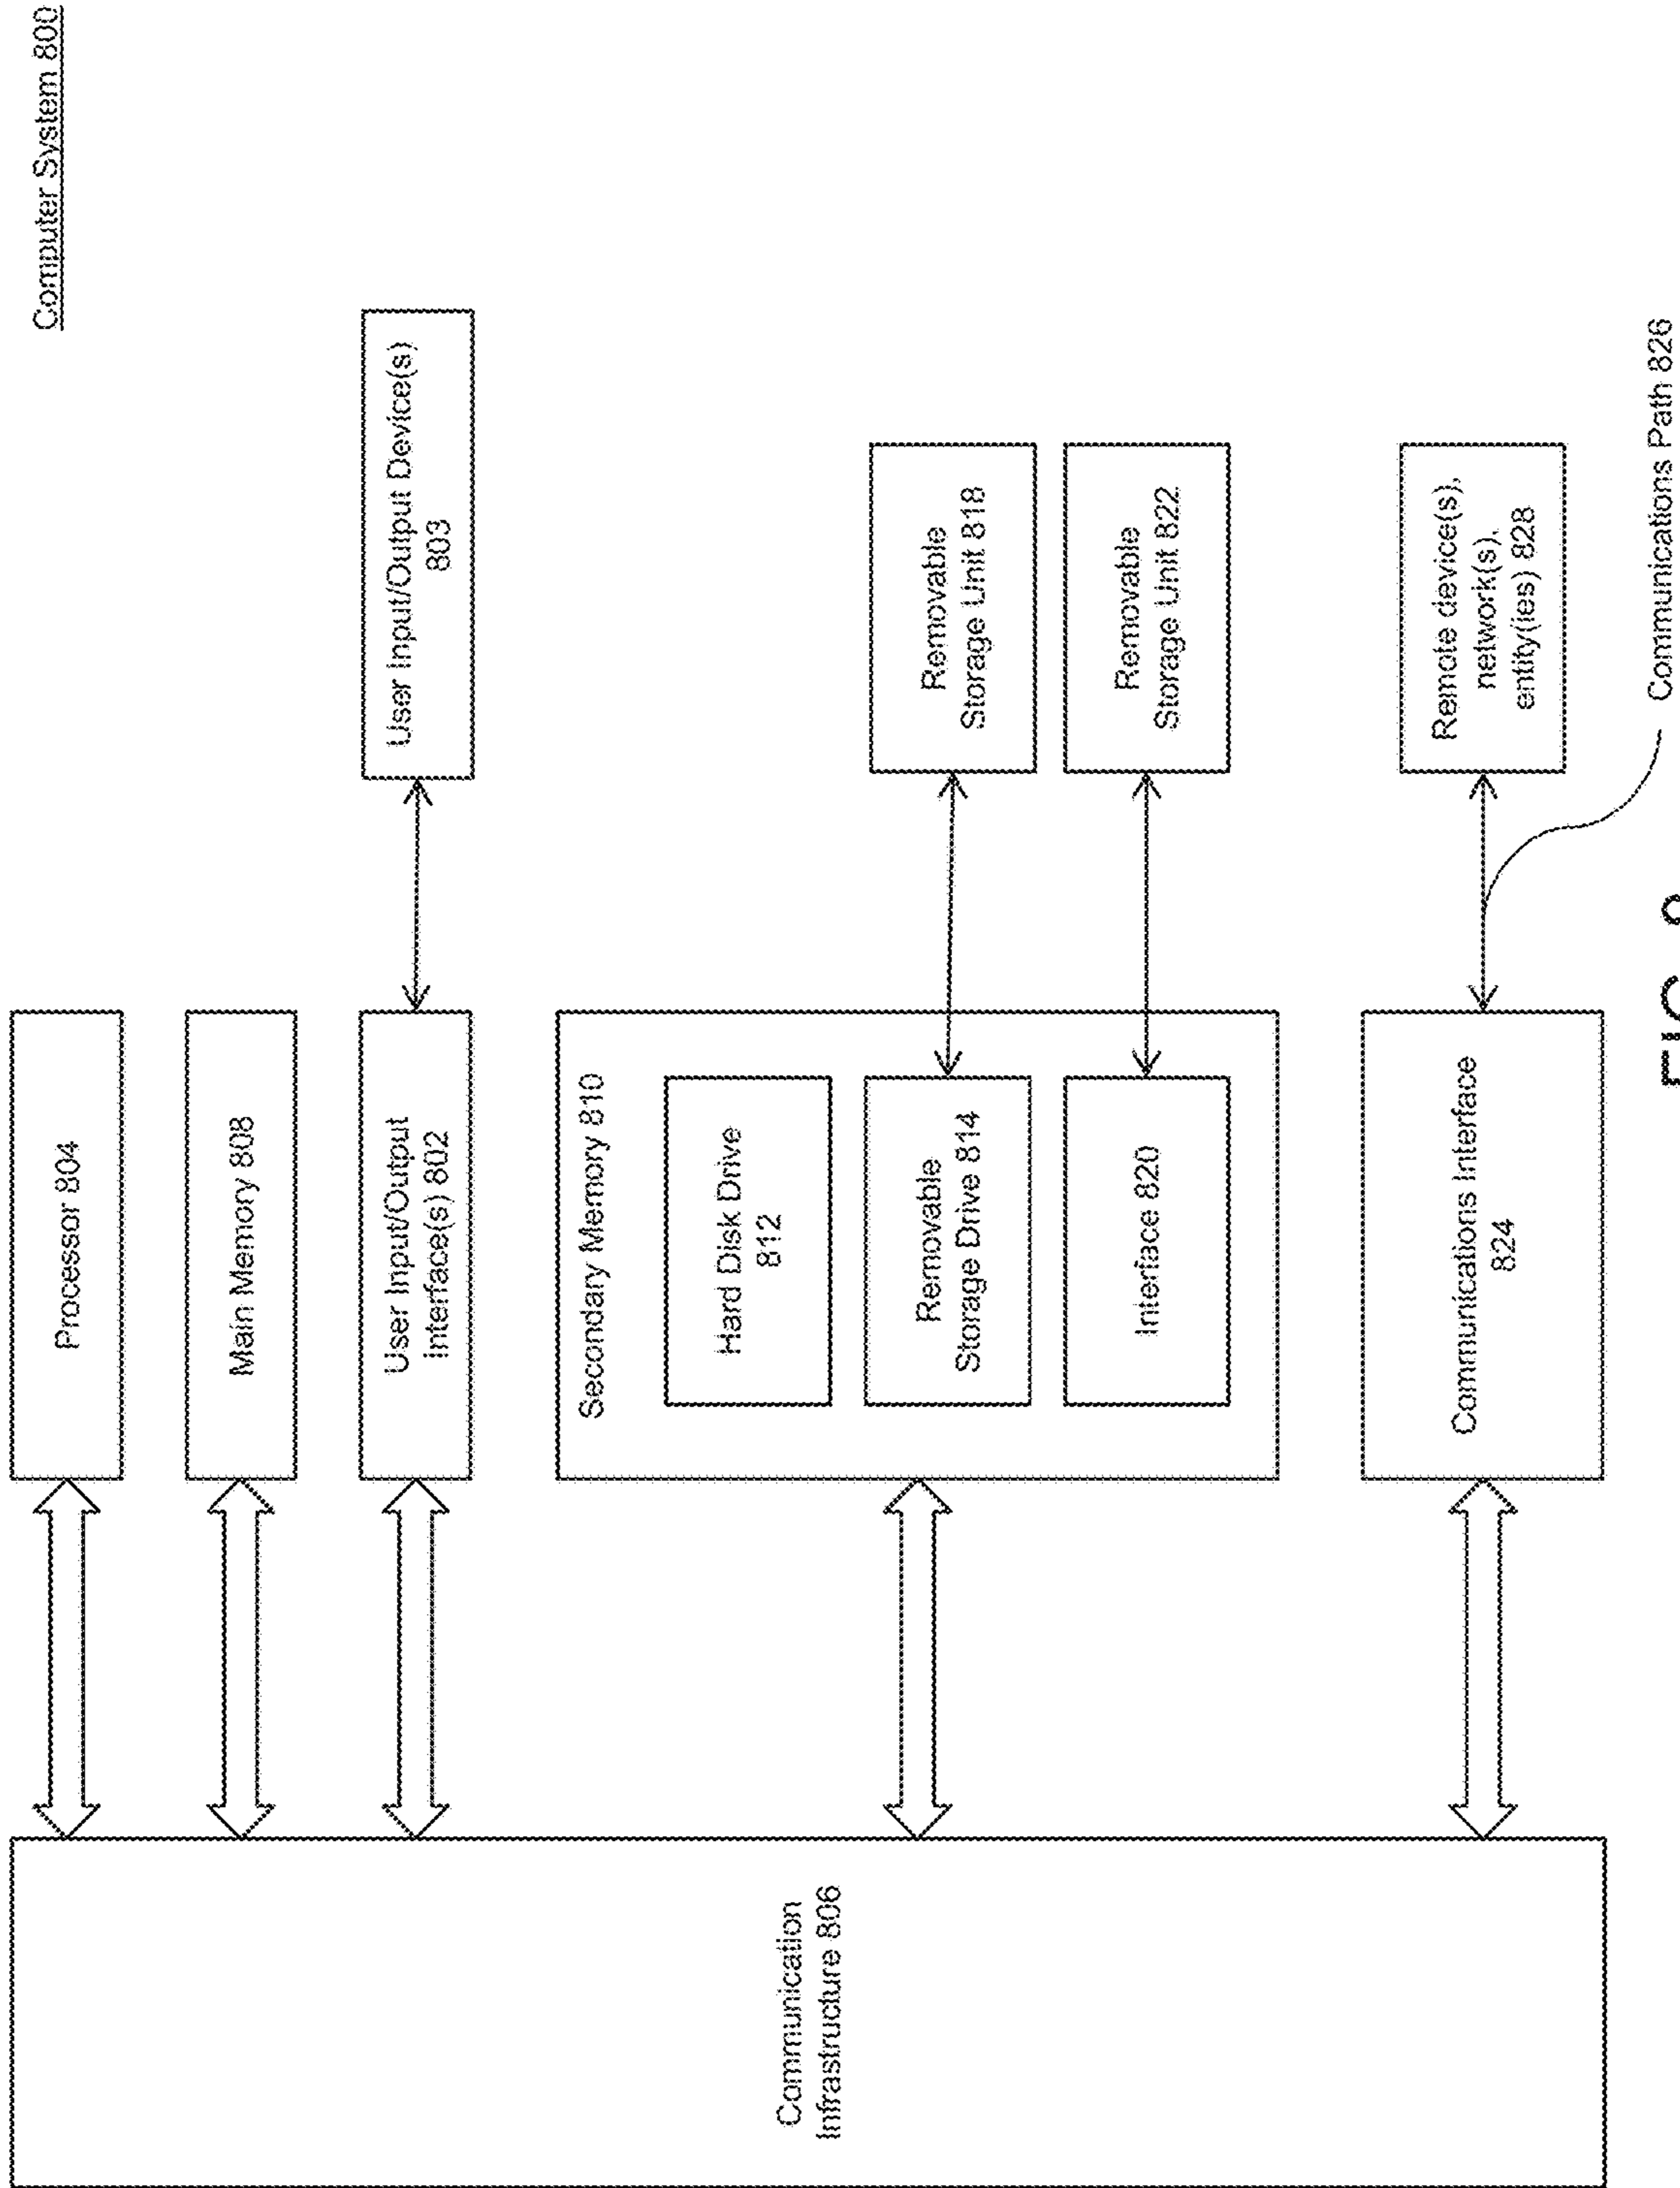 Computer System 800
Processor 804
Main Memory 808
User Input/Output
Interface(s) 802
User Input/Output Device(s)
803
Secondary Memory 810
Hard Disk Drive
812
Removable
Storage Drive 814
Removable
Storage Unit 818
Interface 820
Removable
Storage Unit 822
Communication
Infrastructure 806
Communications Interface
824
Remote device(s),
network(s),
entity(ies) 828
Communications Path 826